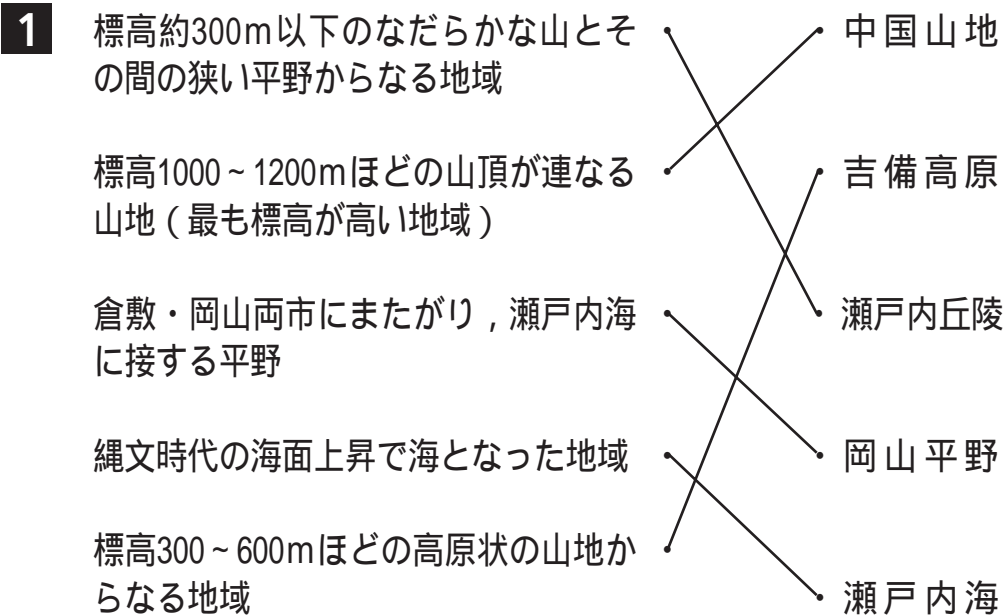 1
標高約300m以下のなだらかな山とそ
の間の狭い平野からなる地域
中国山地
標高1000~1200mほどの山頂が連なる
山地(最も標高が高い地域)
吉備高原
倉敷・岡山両市にまたがり,瀬戸内海
に接する平野
瀬戸内丘陵
縄文時代の海面上昇で海となった地域
岡山平野
標高300~600mほどの高原状の山地か
らなる地域
瀬戸内海